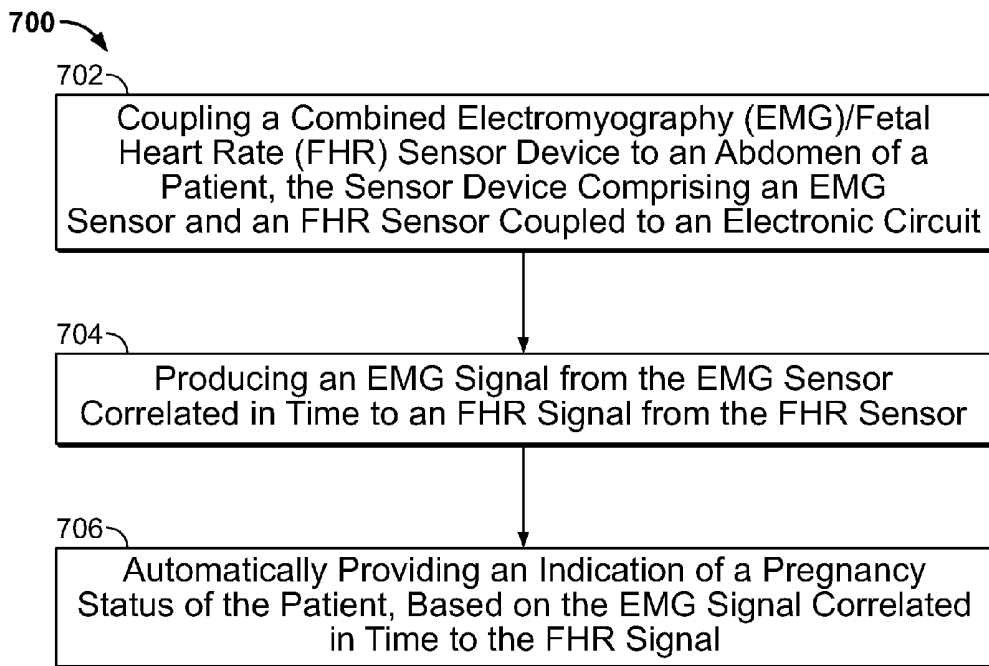 700
702
Coupling a Combined Electromyography (EMG)/Fetal
Heart Rate (FHR) Sensor Device to an Abdomen of a
Patient, the Sensor Device Comprising an EMG
Sensor and an FHR Sensor Coupled to an Electronic Circuit
704
Producing an EMG Signal from the EMG Sensor
Correlated in Time to an FHR Signal from the FHR Sensor
706
Automatically Providing an Indication of a Pregnancy
Status of the Patient, Based on the EMG Signal Correlated
in Time to the FHR Signal